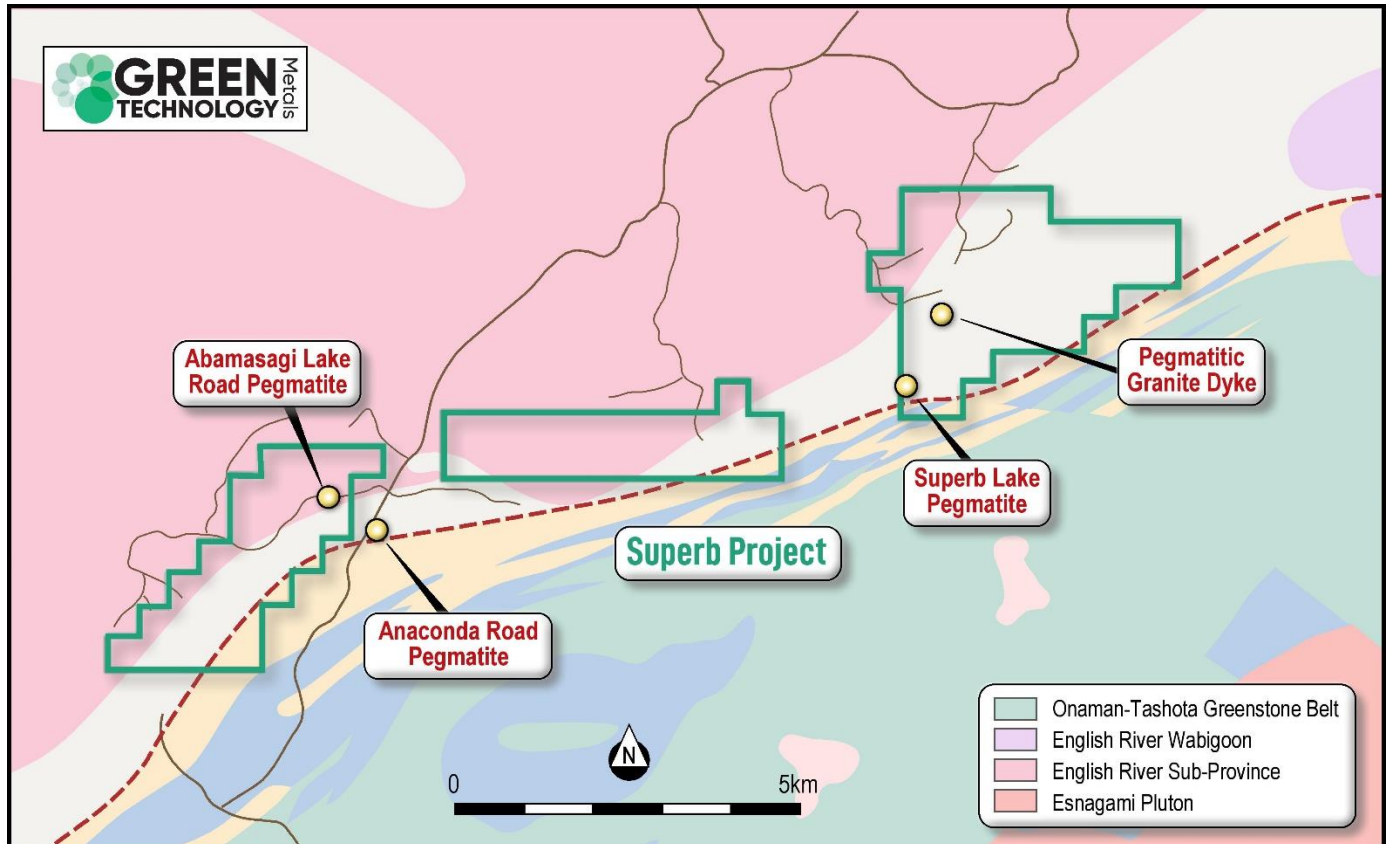 GREEN
TECHNOLOGY
Metals
Abamasagi Lake
Road Pegmatite
Pegmatitic
Granite Dyke
Superb Lake
Pegmatite
Superb Project
Anaconda Road
Pegmatite
N
0 5km
Onaman-Tashota Greenstone Belt
English River Wabigoon
English River Sub-Province
Esnagami Pluton